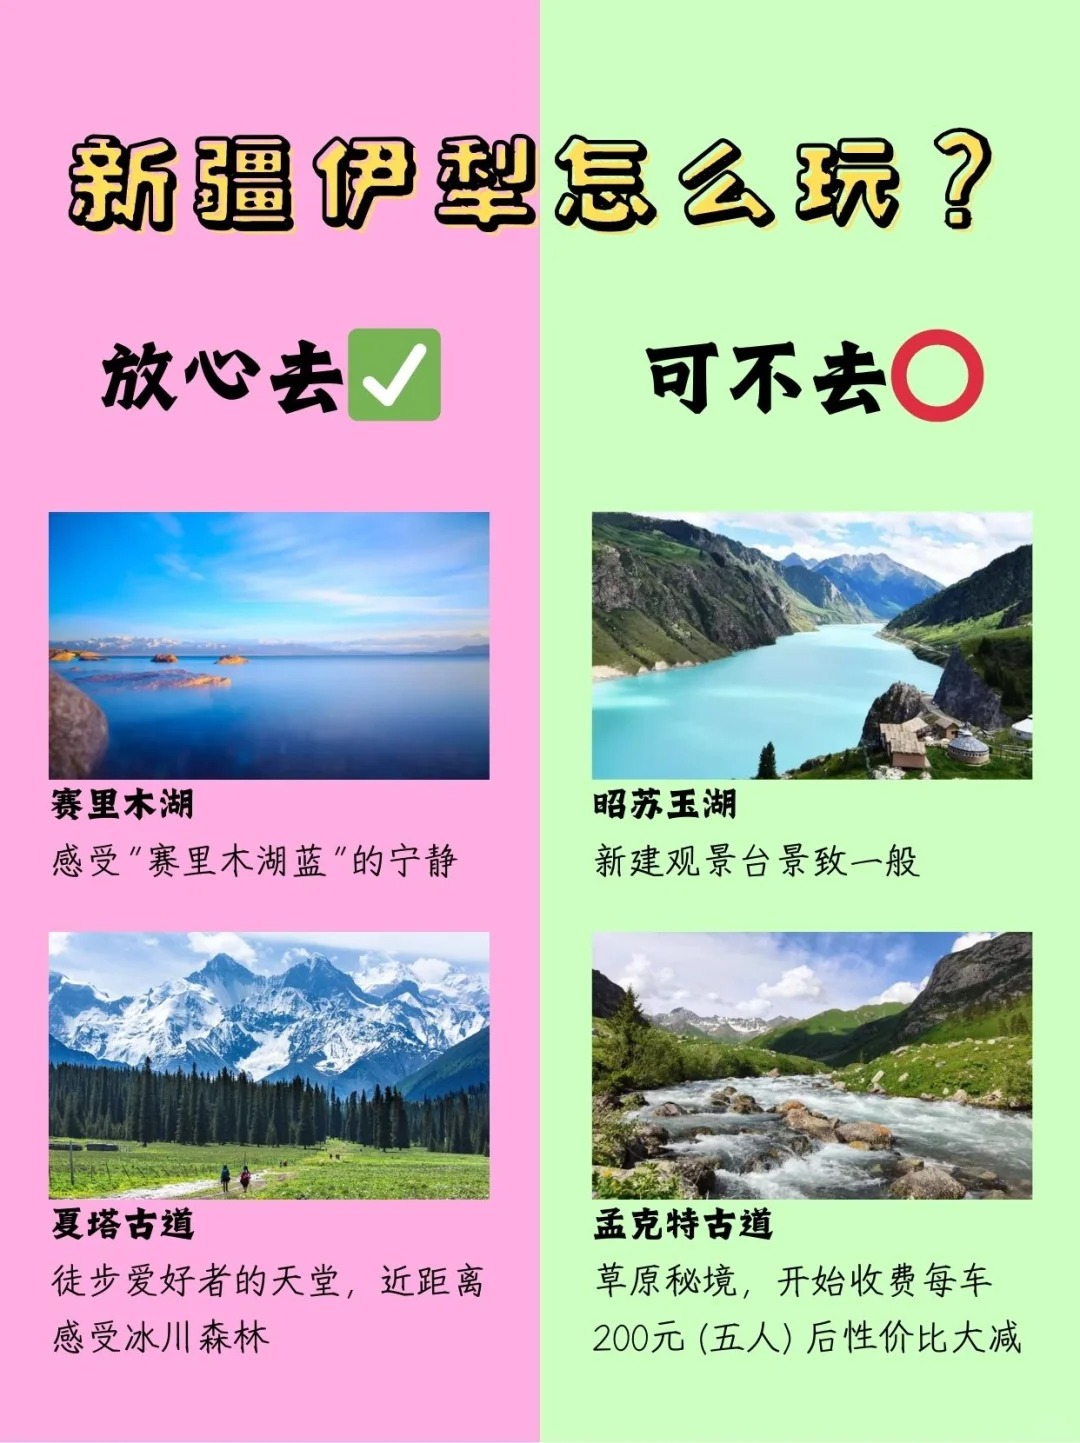 新疆伊犁怎么玩？
放心去✅
可不去⭕
赛里木湖
感受"赛里木湖蓝"的宁静
夏塔古道
徒步爱好者的天堂，近距离
感受冰川森林
昭苏玉湖
新建观景台景致一般
孟克特古道
草原秘境，开始收费每车
200元（五人）后性价比大减